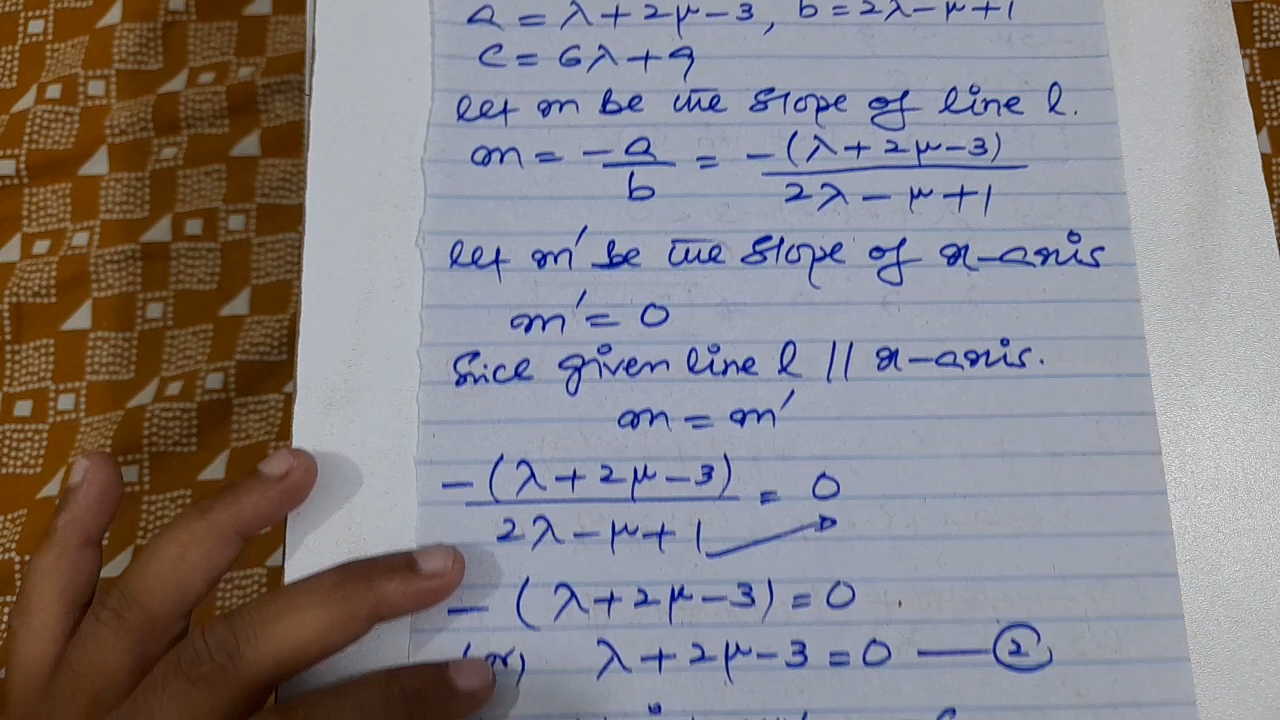 a = λ+2μ-3, b = 2λ-μ+1
c = 6λ+9
let m be the slope of line l.
m = -a/b = -(λ+2μ-3)/2λ-μ+1
let m' be the slope of x-axis
m' = 0
Sice given line l || x-axis.
m = m'
-(λ+2μ-3)/2λ-μ+1 = 0
-(λ+2μ-3) = 0
(or) λ+2μ-3 = 0 — ②